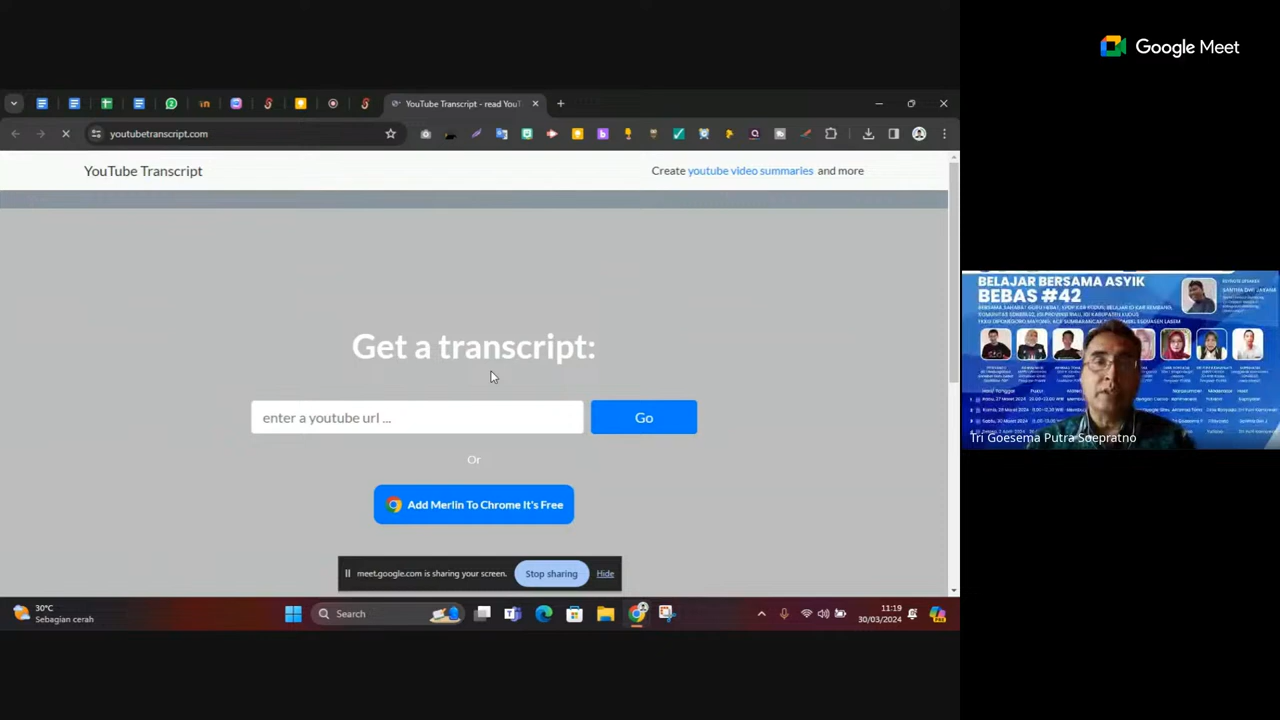 Google Meet
YouTube Transcript - read YouT
youtubetranscript.com
YouTube Transcript
Create youtube video summaries and more
Get a transcript:
enter a youtube url ...
Go
Or
Add Merlin To Chrome It's Free
meet.google.com is sharing your screen.
Stop sharing
Hide
30°C
Sebagian cerah
Search
11:19
30/03/2024
BELAJAR BERSAMA ASYIK
BEBAS #42
Tri Goesema Putra Soepratno